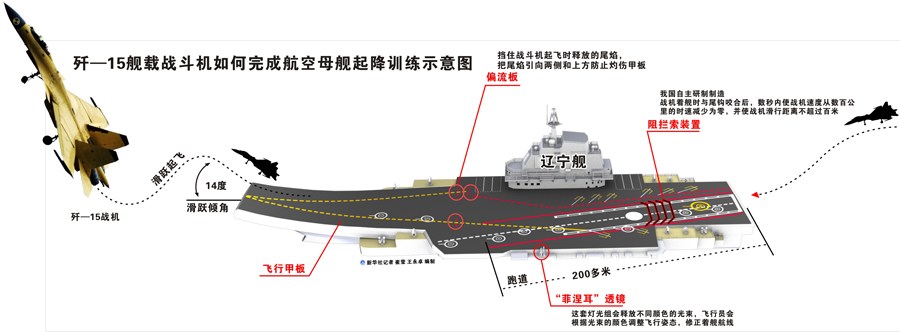 歼—15舰载战斗机如何完成航空母舰起降训练示意图
挡住战斗机起飞时释放的尾焰，
把尾焰引向两侧和上方防止灼伤甲板
偏流板
我国自主研制制造
战机着舰时与尾钩咬合后，数秒内使战机速度从数百公
里的时速减少为零，并使战机滑行距离不超过百米
阻拦索装置
辽宁舰
滑跃起飞
14度
滑跃倾角
歼—15战机
飞行甲板
新华社记者 崔莹 王永卓 编制
跑道
200多米
“菲涅耳”透镜
这套灯光组会释放不同颜色的光束，飞行员会
根据光束的颜色调整飞行姿态，修正着舰航线